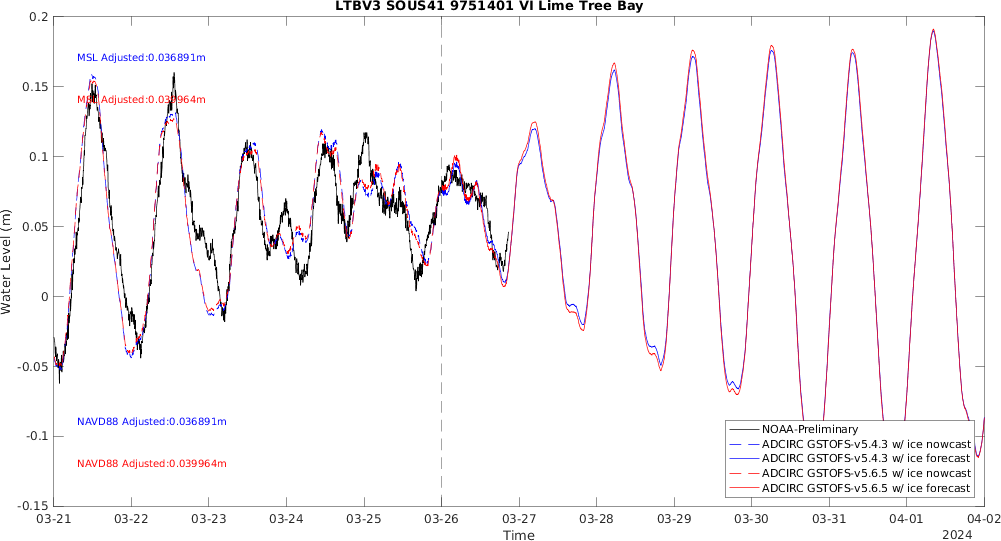 LTBV3 SOUS41 9751401 VI Lime Tree Bay
0.2
0.15
0.1
0.05
0
-0.05
-0.1
-0.15
Water Level (m)
MSL Adjusted:0.036891m
MSL Adjusted:0.039964m
NAVD88 Adjusted:0.036891m
NAVD88 Adjusted:0.039964m
NOAA-Preliminary
ADCIRC GSTOFS-v5.4.3 w/ ice nowcast
ADCIRC GSTOFS-v5.4.3 w/ ice forecast
ADCIRC GSTOFS-v5.6.5 w/ ice nowcast
ADCIRC GSTOFS-v5.6.5 w/ ice forecast
03-21 03-22 03-23 03-24 03-25 03-26 03-27 03-28 03-29 03-30 03-31 04-01 04-02
Time
2024